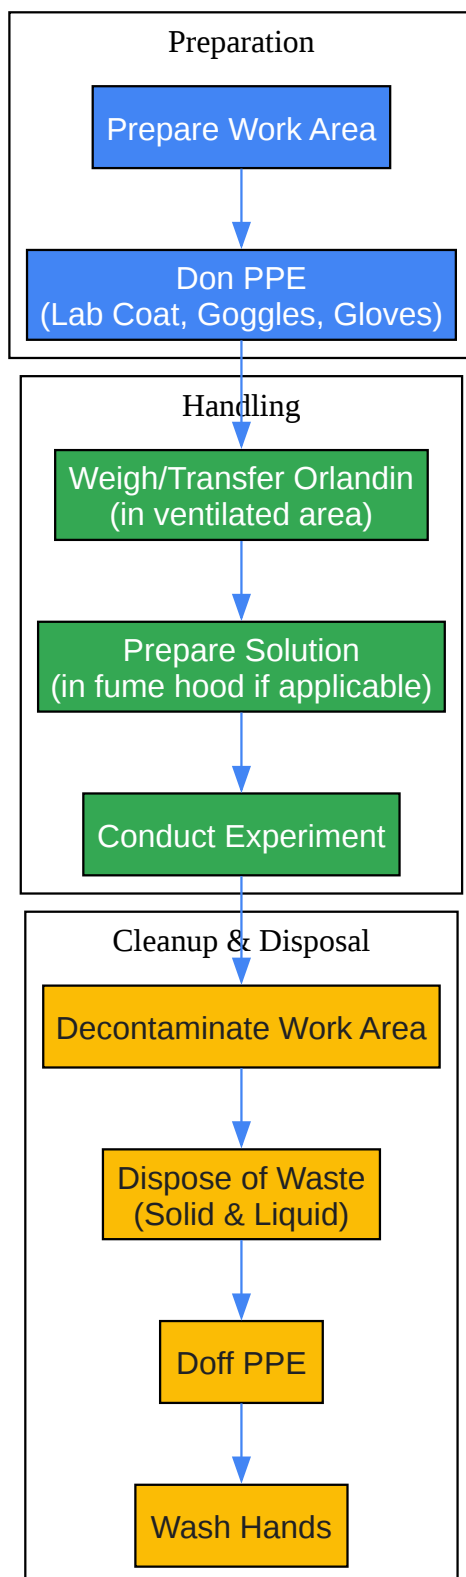 Preparation
Prepare Work Area
Don PPE
(Lab Coat, Goggles, Gloves)
Handling
Weigh/Transfer Orlandin
(in ventilated area)
Prepare Solution
(in fume hood if applicable)
Conduct Experiment
Cleanup & Disposal
Decontaminate Work Area
Dispose of Waste
(Solid & Liquid)
Doff PPE
Wash Hands